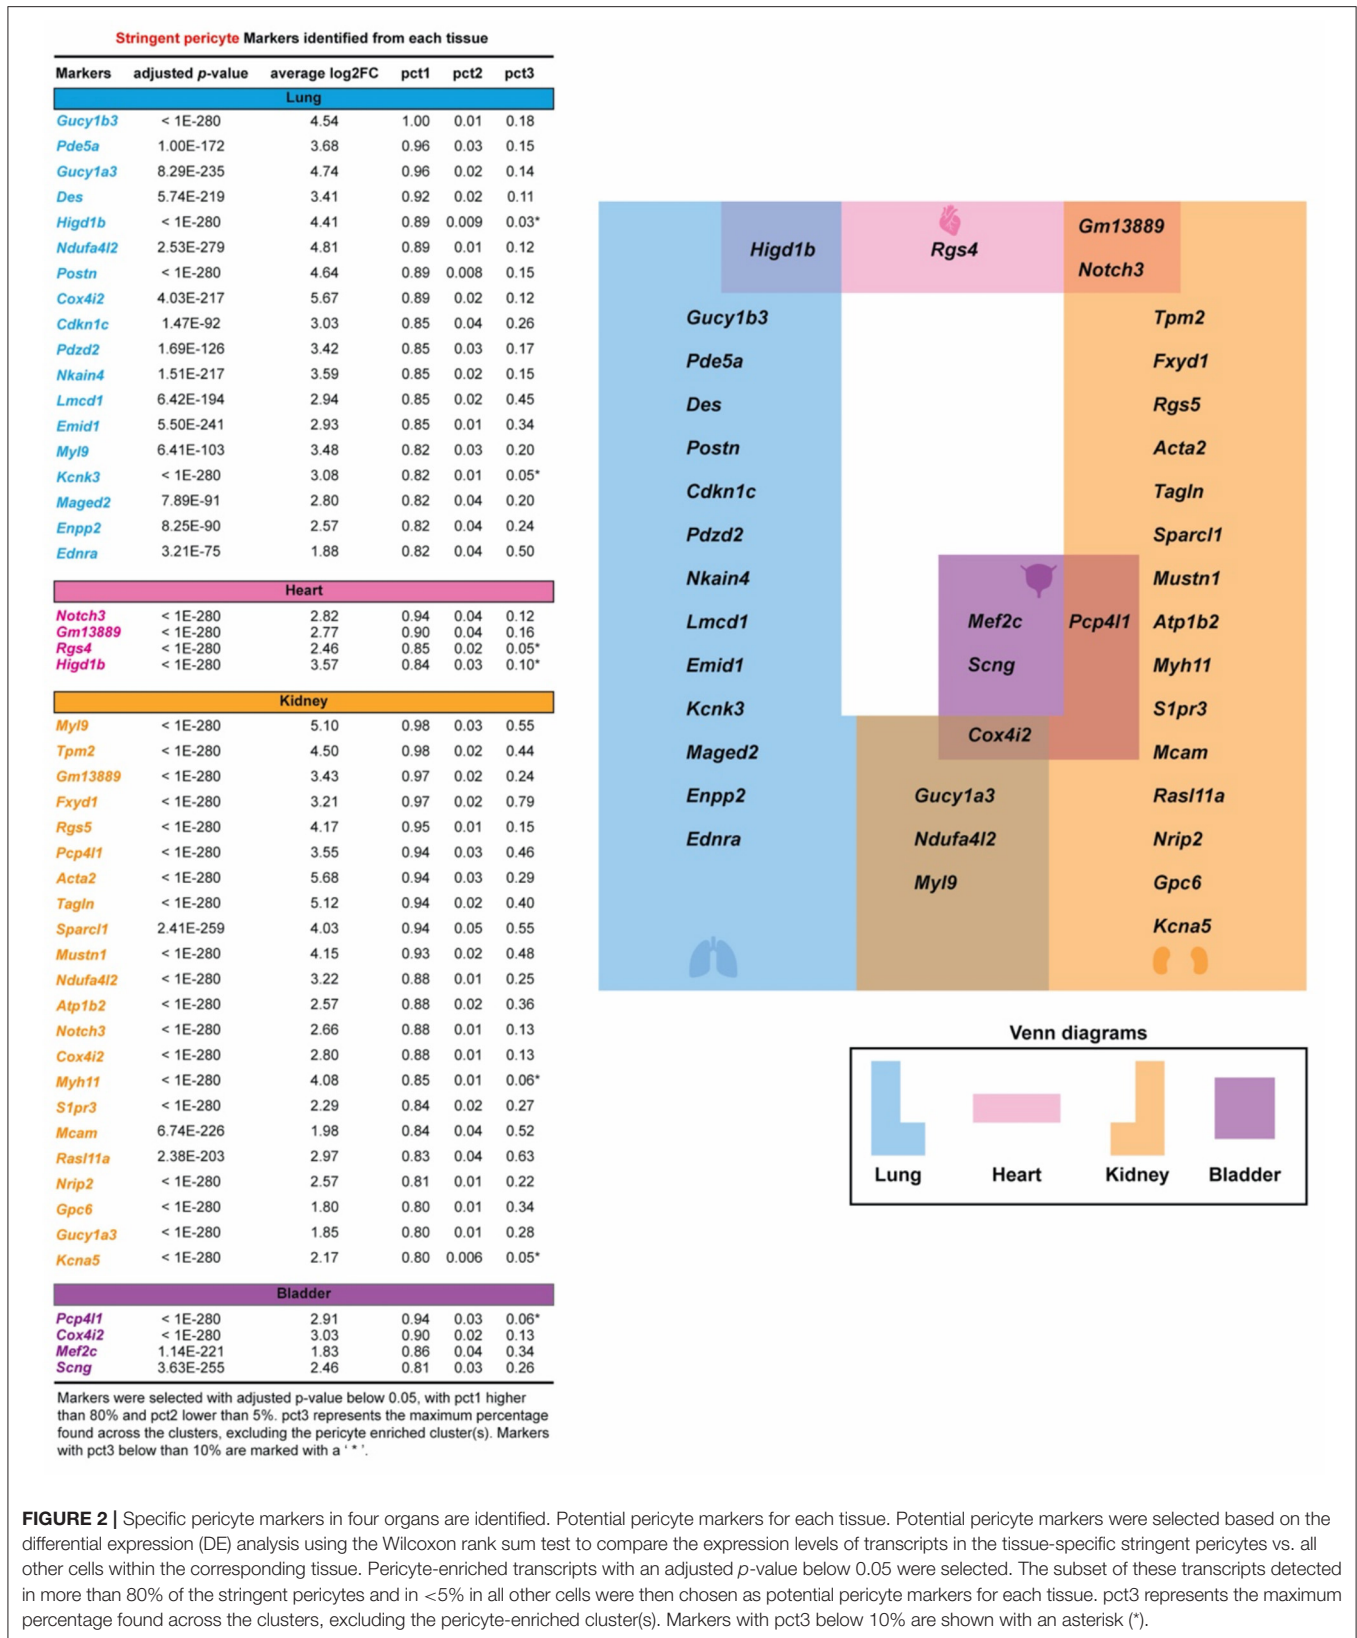 Stringent pericyte Markers identified from each tissue
Markers adjusted p-value average log2FC pct1 pct2 pct3
Lung
Gucy1b3 < 1E-280 4.54 1.00 0.01 0.18
Pde5a 1.00E-172 3.68 0.96 0.03 0.15
Gucy1a3 8.29E-235 4.74 0.96 0.02 0.14
Des 5.74E-219 3.41 0.92 0.02 0.11
Higd1b < 1E-280 4.41 0.89 0.009 0.03*
Ndufa4l2 2.53E-279 4.81 0.89 0.01 0.12
Postn < 1E-280 4.64 0.89 0.008 0.15
Cox4i2 4.03E-217 5.67 0.89 0.02 0.12
Cdkn1c 1.47E-92 3.03 0.85 0.04 0.26
Pdzd2 1.69E-126 3.42 0.85 0.03 0.17
Nkain4 1.51E-217 3.59 0.85 0.02 0.15
Lmcd1 6.42E-194 2.94 0.85 0.02 0.45
Emid1 5.50E-241 2.93 0.85 0.01 0.34
Myl9 6.41E-103 3.48 0.82 0.03 0.20
Kcnk3 < 1E-280 3.08 0.82 0.01 0.05*
Maged2 7.89E-91 2.80 0.82 0.04 0.20
Enpp2 8.25E-90 2.57 0.82 0.04 0.24
Ednra 3.21E-75 1.88 0.82 0.04 0.50
Heart
Notch3 < 1E-280 2.82 0.94 0.04 0.12
Gm13889 < 1E-280 2.77 0.90 0.04 0.16
Rgs4 < 1E-280 2.46 0.85 0.02 0.05*
Higd1b < 1E-280 3.57 0.84 0.03 0.10*
Kidney
Myl9 < 1E-280 5.10 0.98 0.03 0.55
Tpm2 < 1E-280 4.50 0.98 0.02 0.44
Gm13889 < 1E-280 3.43 0.97 0.02 0.24
Fxyd1 < 1E-280 3.21 0.97 0.02 0.79
Rgs5 < 1E-280 4.17 0.95 0.01 0.15
Pcp4l1 < 1E-280 3.55 0.94 0.03 0.46
Acta2 < 1E-280 5.68 0.94 0.03 0.29
Tagln < 1E-280 5.12 0.94 0.02 0.40
Sparcl1 2.41E-259 4.03 0.94 0.05 0.55
Mustn1 < 1E-280 4.15 0.93 0.02 0.48
Ndufa4l2 < 1E-280 3.22 0.88 0.01 0.25
Atp1b2 < 1E-280 2.57 0.88 0.02 0.36
Notch3 < 1E-280 2.66 0.88 0.01 0.13
Cox4i2 < 1E-280 2.80 0.88 0.01 0.13
Myh11 < 1E-280 4.08 0.85 0.01 0.06*
S1pr3 < 1E-280 2.29 0.84 0.02 0.27
Mcam 6.74E-226 1.98 0.84 0.04 0.52
Rasl11a 2.38E-203 2.97 0.83 0.04 0.63
Nrip2 < 1E-280 2.57 0.81 0.01 0.22
Gpc6 < 1E-280 1.80 0.80 0.01 0.34
Gucy1a3 < 1E-280 1.85 0.80 0.01 0.28
Kcna5 < 1E-280 2.17 0.80 0.006 0.05*
Bladder
Pcp4l1 < 1E-280 2.91 0.94 0.03 0.06*
Cox4i2 < 1E-280 3.03 0.90 0.02 0.13
Mef2c 1.14E-221 1.83 0.86 0.04 0.34
Scng 3.63E-255 2.46 0.81 0.03 0.26
Markers were selected with adjusted p-value below 0.05, with pct1 higher
than 80% and pct2 lower than 5%. pct3 represents the maximum percentage
found across the clusters, excluding the pericyte enriched cluster(s). Markers
with pct3 below than 10% are marked with a ‘ * ’.
Higd1b
Rgs4
Gm13889
Notch3
Gucy1b3
Pde5a
Des
Postn
Cdkn1c
Pdzd2
Nkain4
Lmcd1
Emid1
Kcnk3
Maged2
Enpp2
Ednra
Mef2c
Scng
Pcp4l1
Cox4i2
Gucy1a3
Ndufa4l2
Myl9
Tpm2
Fxyd1
Rgs5
Acta2
Tagln
Sparcl1
Mustn1
Atp1b2
Myh11
S1pr3
Mcam
Rasl11a
Nrip2
Gpc6
Kcna5
Venn diagrams
Lung Heart Kidney Bladder
FIGURE 2 | Specific pericyte markers in four organs are identified. Potential pericyte markers for each tissue. Potential pericyte markers were selected based on the
differential expression (DE) analysis using the Wilcoxon rank sum test to compare the expression levels of transcripts in the tissue-specific stringent pericytes vs. all
other cells within the corresponding tissue. Pericyte-enriched transcripts with an adjusted p-value below 0.05 were selected. The subset of these transcripts detected
in more than 80% of the stringent pericytes and in <5% in all other cells were then chosen as potential pericyte markers for each tissue. pct3 represents the maximum
percentage found across the clusters, excluding the pericyte-enriched cluster(s). Markers with pct3 below 10% are shown with an asterisk (*).